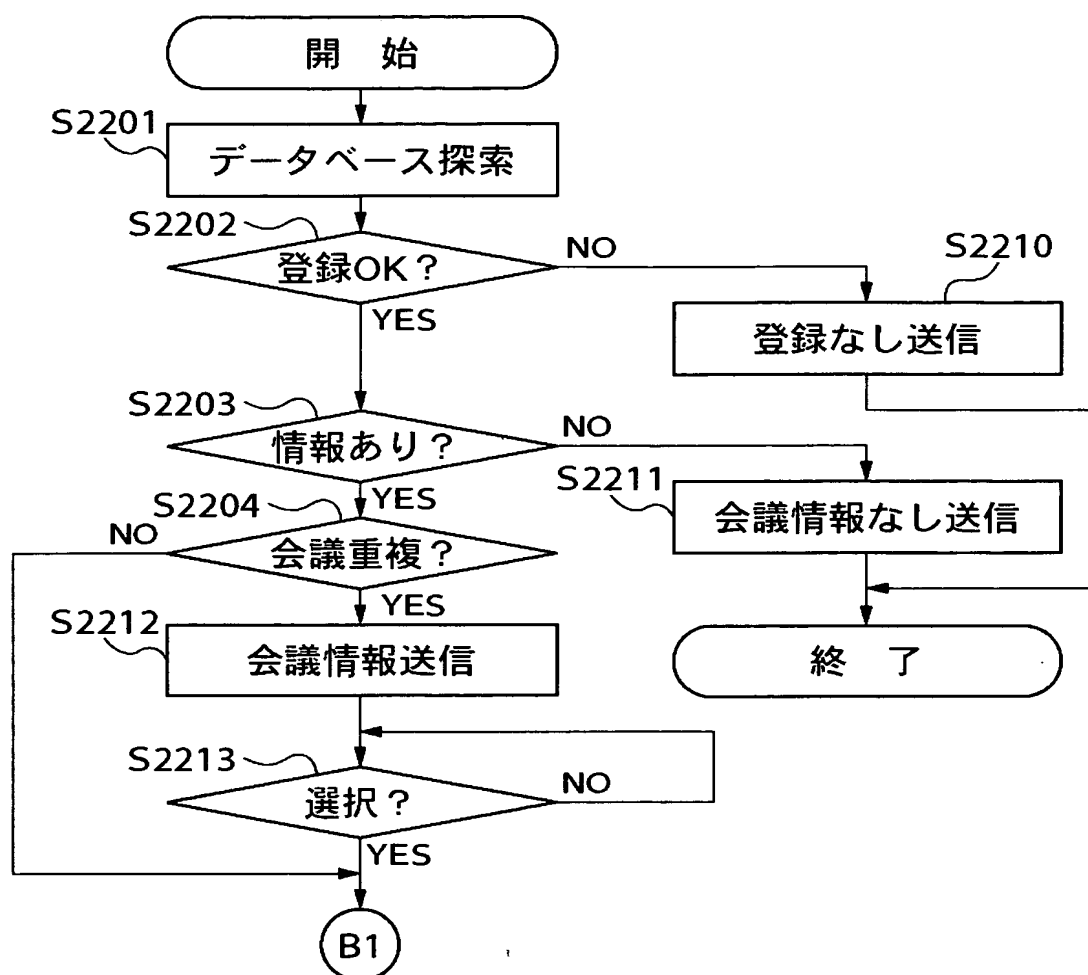 開 始
S2201
データベース探索
S2202
登録OK?
NO
S2210
YES
登録なし送信
S2203
情報あり?
NO
YES
S2211
会議情報なし送信
S2204
NO
会議重複?
YES
S2212
会議情報送信
終 了
S2213
選択?
NO
YES
B1